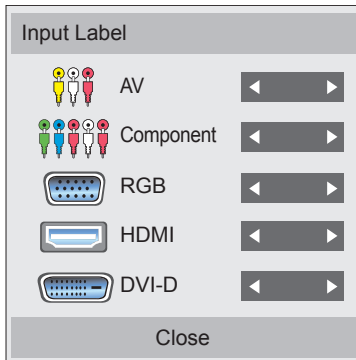 Input Label
AV
Component
RGB
HDMI
DVI-D
Close